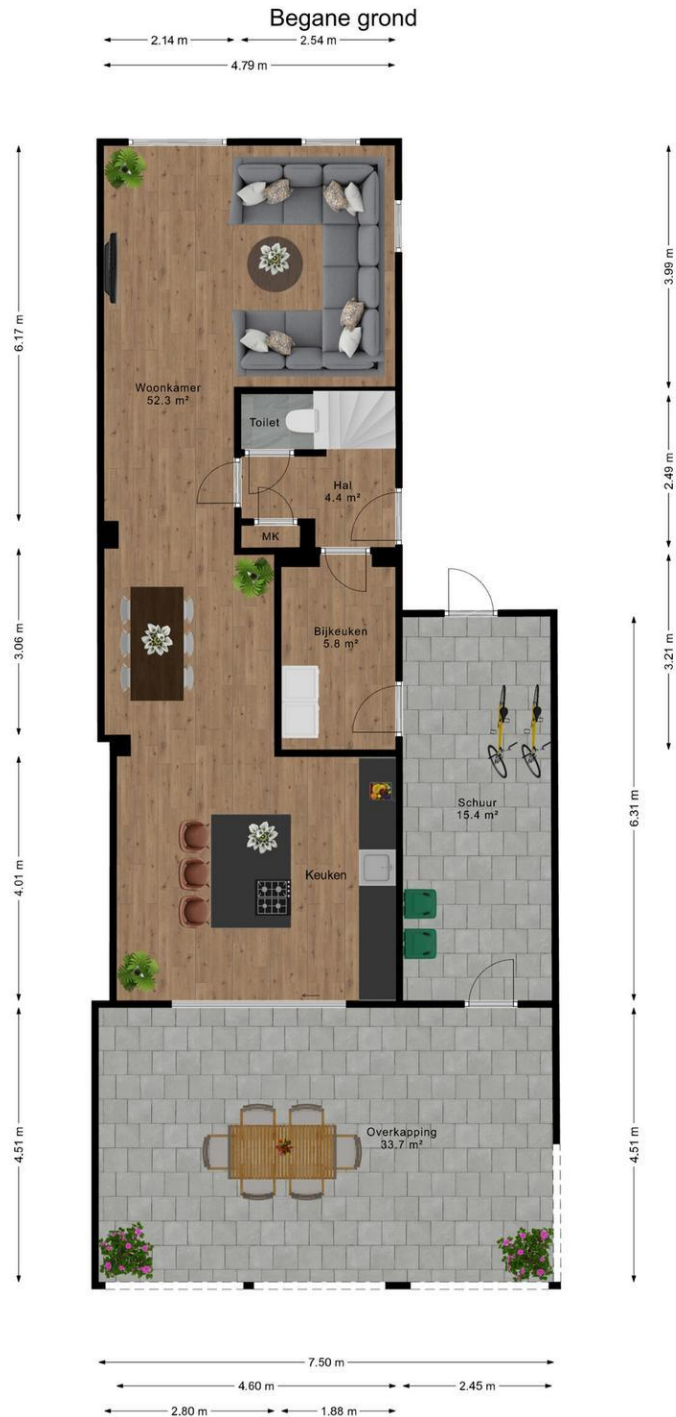 Begane grond
2.14 m 2.54 m
4.79 m
6.17 m
3.99 m
Woonkamer
52.3 m²
Toilet
Hal
4.4 m²
2.49 m
MK
3.06 m
Bijkeuken
5.8 m²
3.21 m
4.01 m
Schuur
15.4 m²
6.31 m
Keuken
4.51 m
Overkapping
33.7 m²
4.51 m
7.50 m
4.60 m 2.45 m
2.80 m 1.88 m